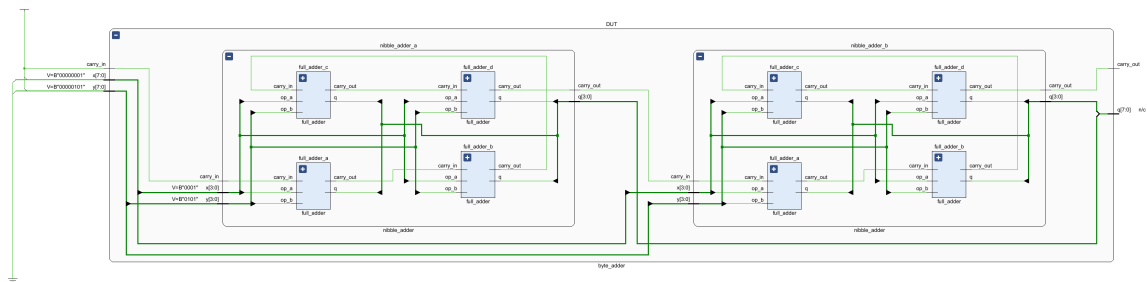 DUT
nibble_adder_a
nibble_adder_b
carry_in
V=B"00000001" x[7:0]
V=B"00000101" y[7:0]
full_adder_c
carry_in carry_out
op_a q
op_b
full_adder
full_adder_d
carry_in carry_out
op_a q
op_b
full_adder
carry_out
q[3:0]
full_adder_c
carry_in carry_out
op_a q
op_b
full_adder
full_adder_d
carry_in carry_out
op_a q
op_b
full_adder
carry_out
q[3:0]
carry_out
q[7:0] n/c
carry_in
V=B"0001" x[3:0]
V=B"0101" y[3:0]
full_adder_a
carry_in carry_out
op_a q
op_b
full_adder
full_adder_b
carry_in carry_out
op_a q
op_b
full_adder
carry_in
x[3:0]
y[3:0]
full_adder_a
carry_in carry_out
op_a q
op_b
full_adder
full_adder_b
carry_in carry_out
op_a q
op_b
full_adder
nibble_adder
nibble_adder
byte_adder